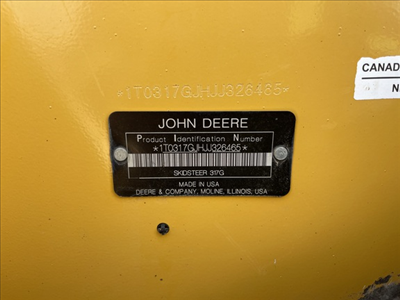 *1T0317GJHJJ326465*
CANAD
N
JOHN DEERE
Product Identification Number
*1T0317GJHJJ326465*
SKIDSTEER 317G
MADE IN USA
DEERE & COMPANY, MOLINE, ILLINOIS, USA